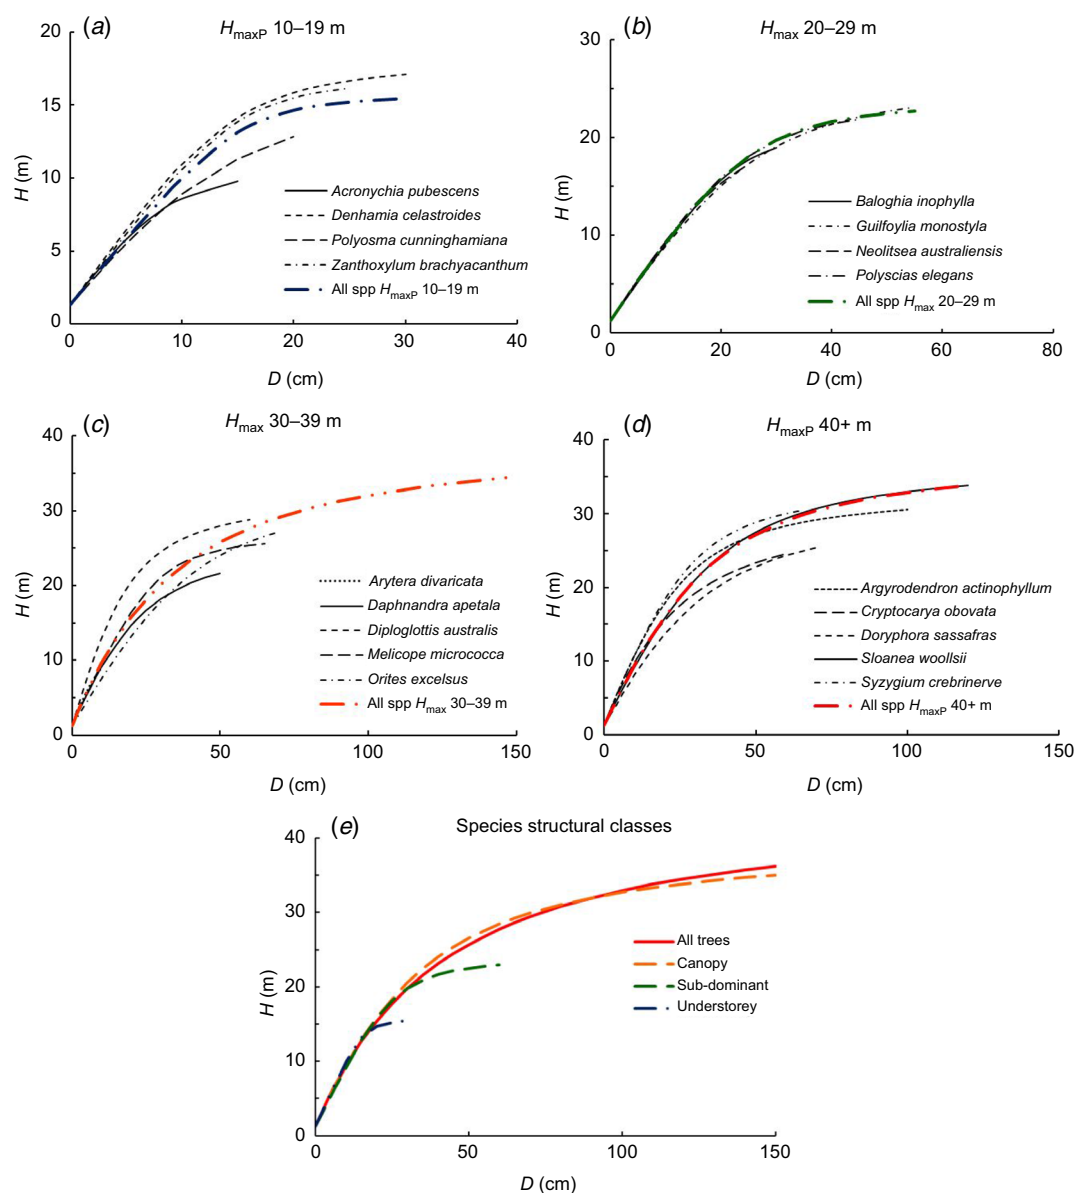 (a) HmaxP 10–19 m
20
15
10
5
0
H (m)
Acronychia pubescens
Denhamia celastroides
Polyosma cunninghamiana
Zanthoxylum brachyacanthum
All spp HmaxP 10–19 m
0 10 20 30 40
D (cm)
(b) Hmax 20–29 m
30
20
10
0
H (m)
Baloghia inophylla
Guilfoylia monostyla
Neolitsea australiensis
Polyscias elegans
All spp Hmax 20–29 m
0 20 40 60 80
D (cm)
(c) Hmax 30–39 m
40
30
20
10
0
H (m)
Arytera divaricata
Daphnandra apetala
Diploglottis australis
Melicope micrococca
Orites excelsus
All spp Hmax 30–39 m
0 50 100 150
D (cm)
(d) HmaxP 40+ m
40
30
20
10
0
H (m)
Argyrodendron actinophyllum
Cryptocarya obovata
Doryphora sassafras
Sloanea woollsii
Syzygium crebrinerve
All spp HmaxP 40+ m
0 50 100 150
D (cm)
(e) Species structural classes
40
30
20
10
0
H (m)
All trees
Canopy
Sub-dominant
Understorey
0 50 100 150
D (cm)